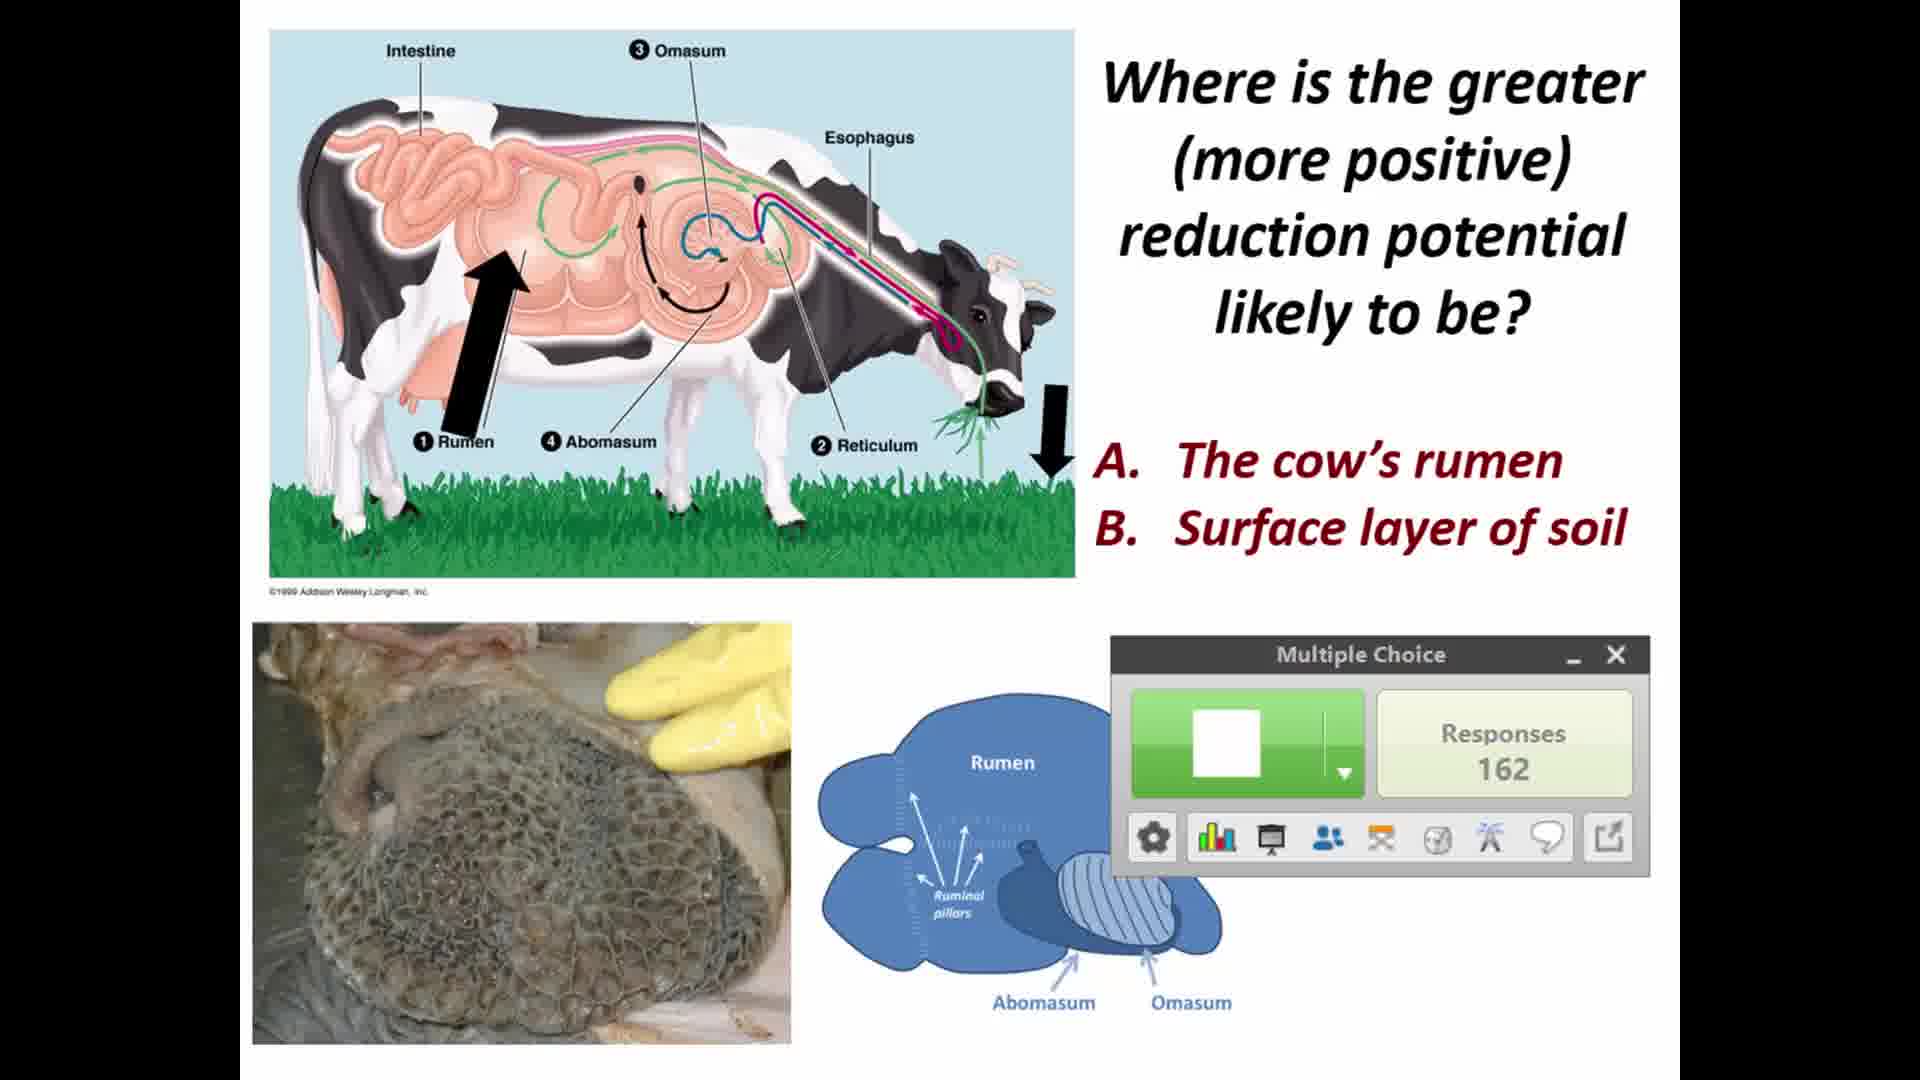 Intestine
3 Omasum
Esophagus
1 Rumen
4 Abomasum
2 Reticulum
©1999 Addison Wesley Longman, Inc.
Where is the greater
(more positive)
reduction potential
likely to be?
A. The cow's rumen
B. Surface layer of soil
Rumen
Ruminal
pillars
Abomasum
Omasum
Multiple Choice
Responses
162